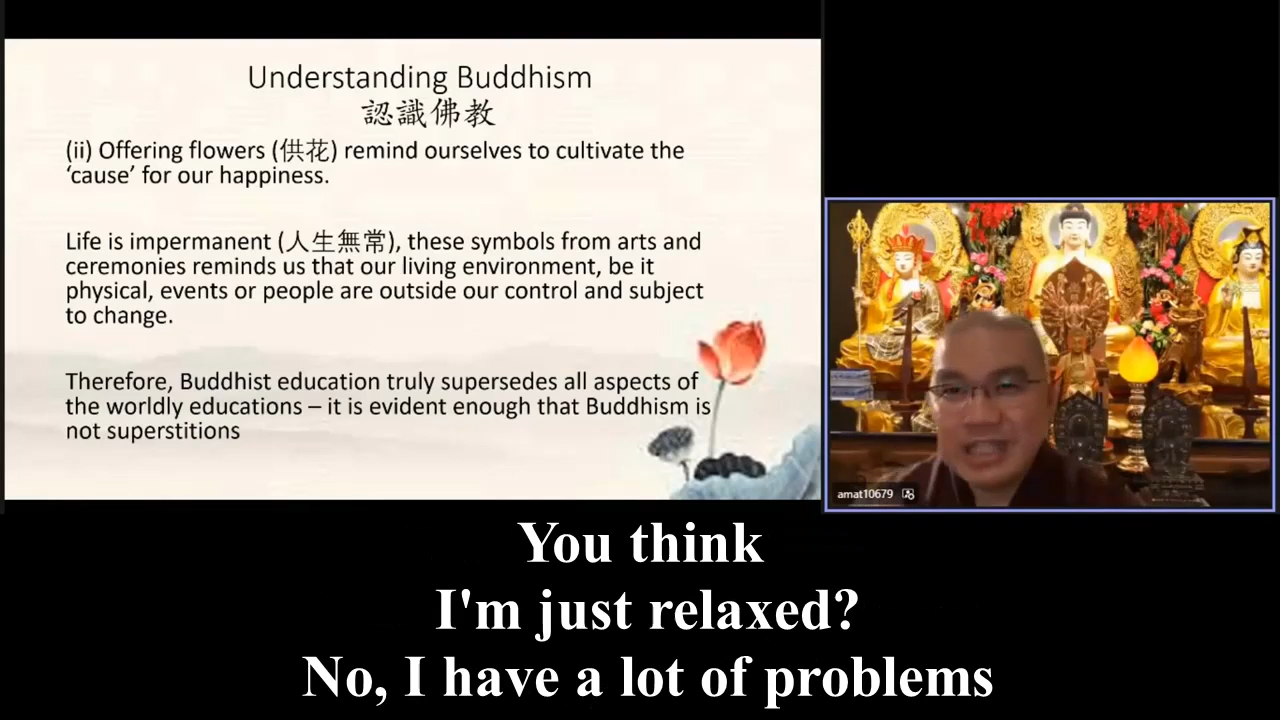 Understanding Buddhism
認識佛教
(ii) Offering flowers (供花) remind ourselves to cultivate the
‘cause’ for our happiness.
Life is impermanent (人生無常), these symbols from arts and
ceremonies reminds us that our living environment, be it
physical, events or people are outside our control and subject
to change.
Therefore, Buddhist education truly supersedes all aspects of
the worldly educations – it is evident enough that Buddhism is
not superstitions
amat10679
You think
I'm just relaxed?
No, I have a lot of problems